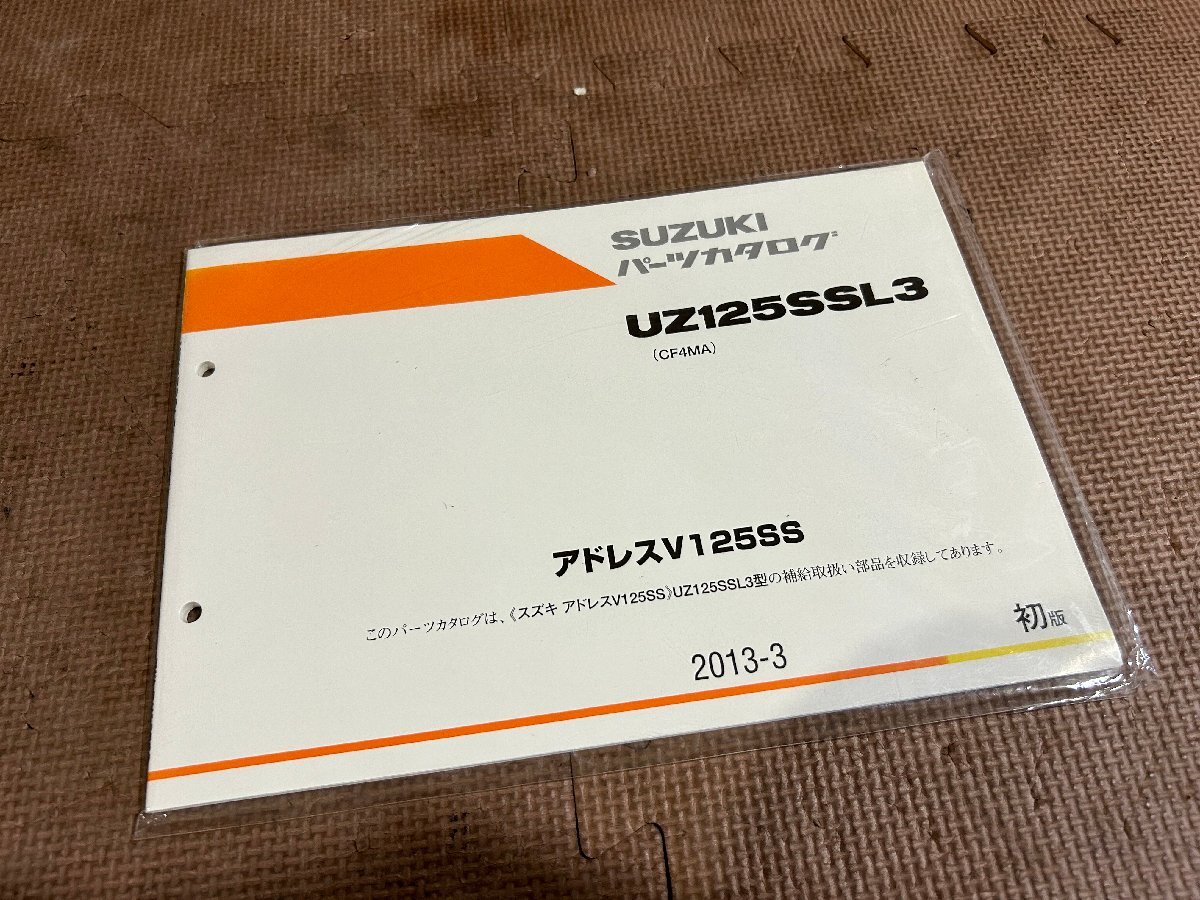 SUZUKI
パーツカタログ
UZ125SSL3
(CF4MA)
アドレスV125SS
このパーツカタログは、《スズキ アドレスV125SS》UZ125SSL3型の補給取扱い部品を収録してあります。
初版
2013-3